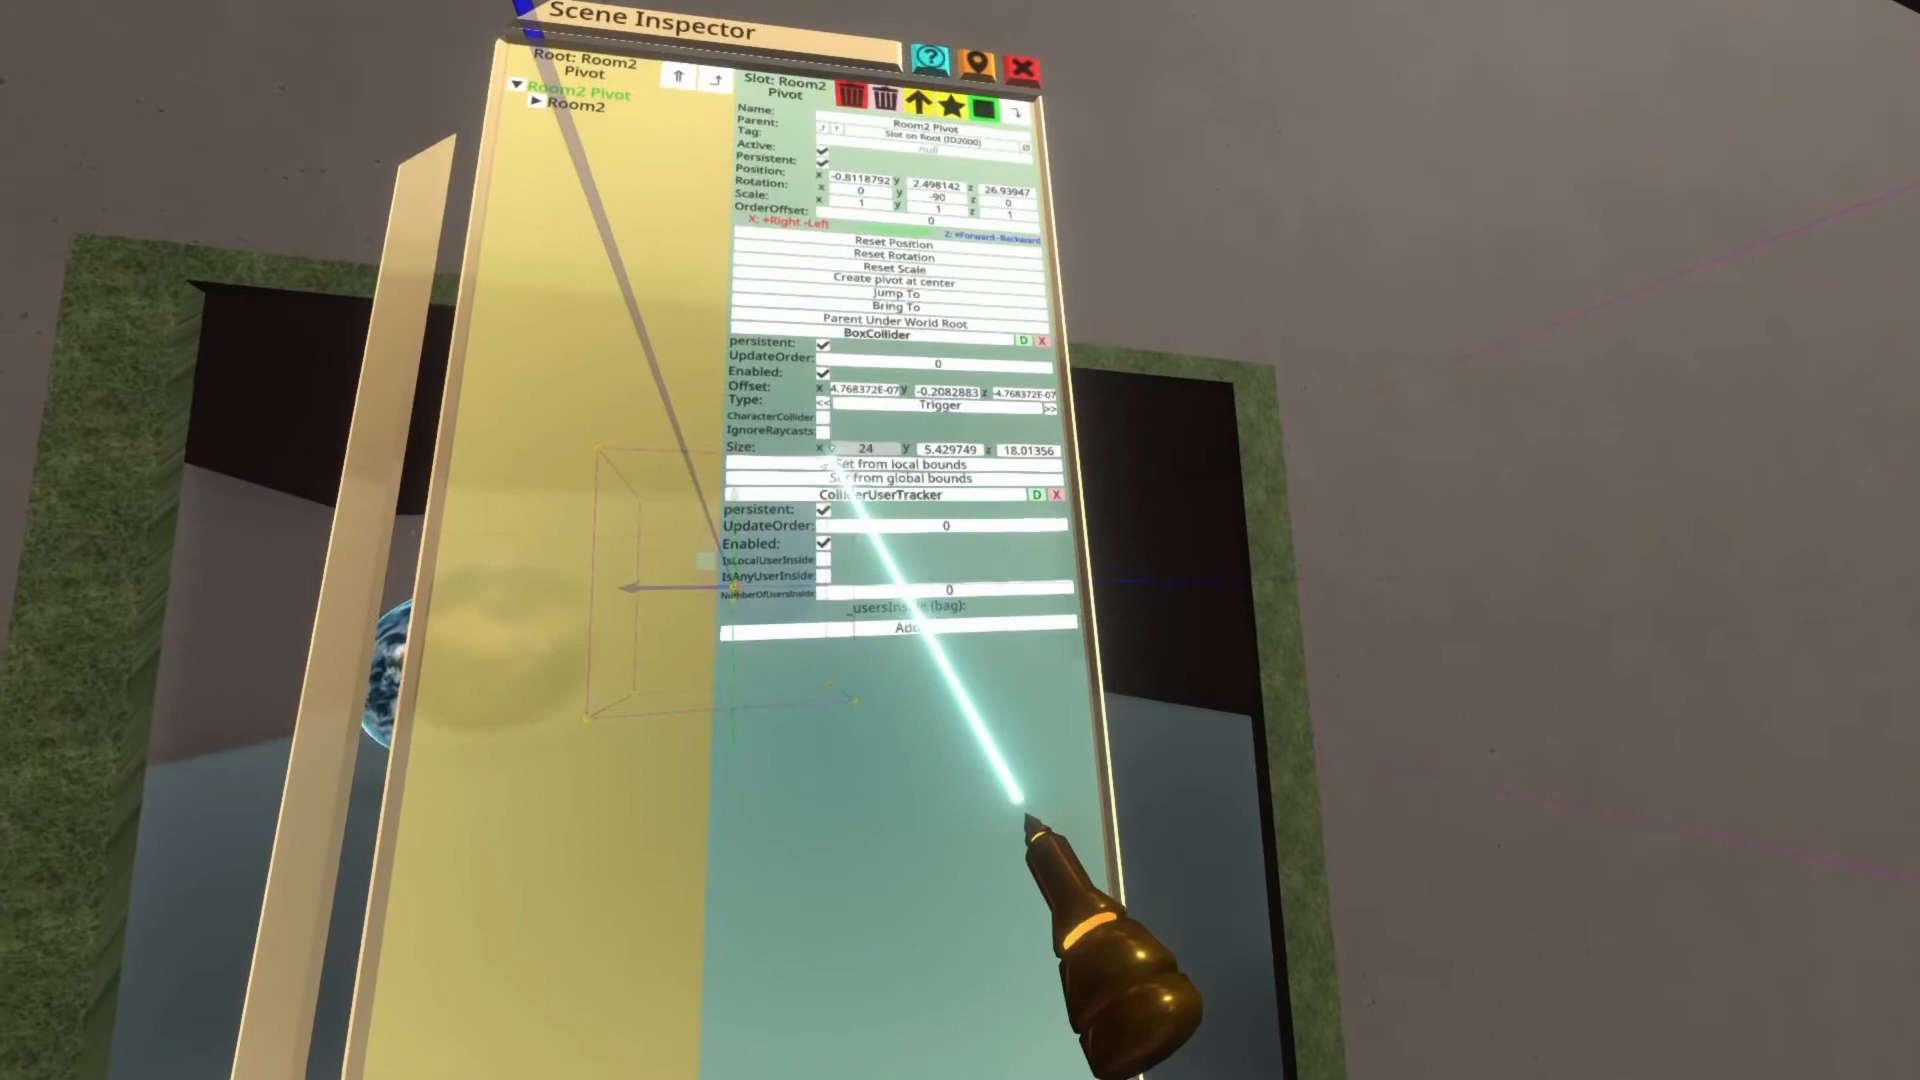 Scene Inspector
Root: Room2
Pivot
Room2 Pivot
Room2
Slot: Room2
Pivot
Name: Room2 Pivot
Parent: Slot on Root (ID2000)
Tag: null
Active:
Persistent:
Position: x -0.8118792 y 2.498142 z 26.93947
Rotation: x 0 y -90 z 0
Scale: x 1 y 1 z 1
OrderOffset: 0
X: +Right -Left Z: +Forward -Backward
Reset Position
Reset Rotation
Reset Scale
Create pivot at center
Jump To
Bring To
Parent Under World Root
BoxCollider D X
persistent:
UpdateOrder: 0
Enabled:
Offset: x 4.768372E-07 y -0.2082883 z -4.768372E-07
Type: << Trigger >>
CharacterCollider
IgnoreRaycasts
Size: x 24 y 5.429749 z 18.01356
Set from local bounds
Set from global bounds
ColliderUserTracker D X
persistent:
UpdateOrder: 0
Enabled:
IsLocalUserInside
IsAnyUserInside
NumberOfUsersInside 0
_usersInside (bag):
Add